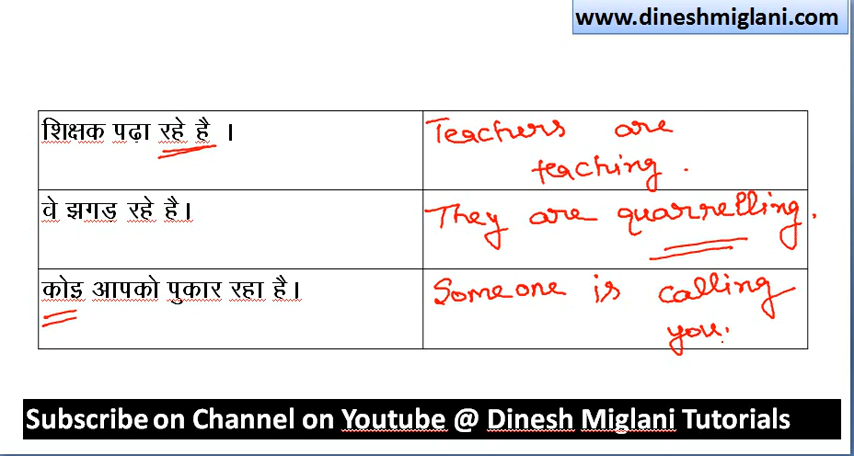 www.dineshmiglani.com
शिक्षक पढ़ा रहे है ।
Teachers are
teaching.
वे झगड़ रहे है।
They are quarrelling.
कोइ आपको पुकार रहा है।
Someone is calling
you.
Subscribe on Channel on Youtube @ Dinesh Miglani Tutorials